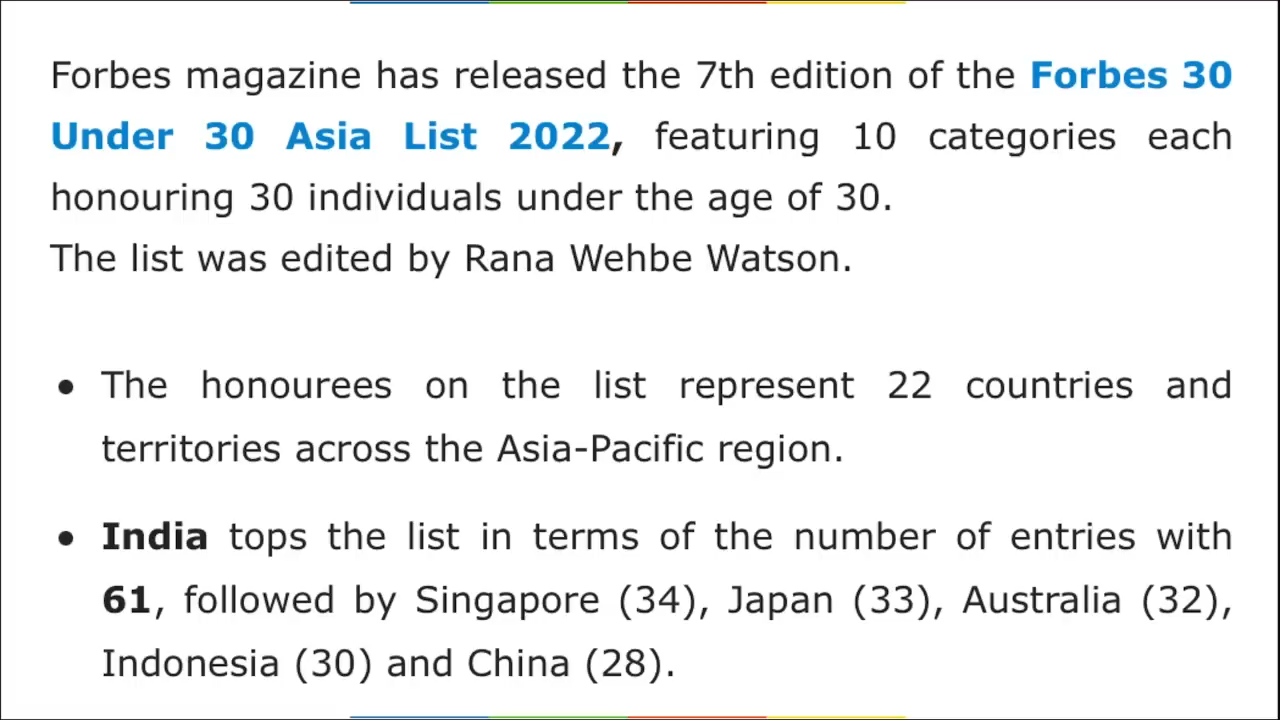 Forbes magazine has released the 7th edition of the Forbes 30
Under 30 Asia List 2022, featuring 10 categories each
honouring 30 individuals under the age of 30.
The list was edited by Rana Wehbe Watson.
● The honourees on the list represent 22 countries and
territories across the Asia-Pacific region.
● India tops the list in terms of the number of entries with
61, followed by Singapore (34), Japan (33), Australia (32),
Indonesia (30) and China (28).